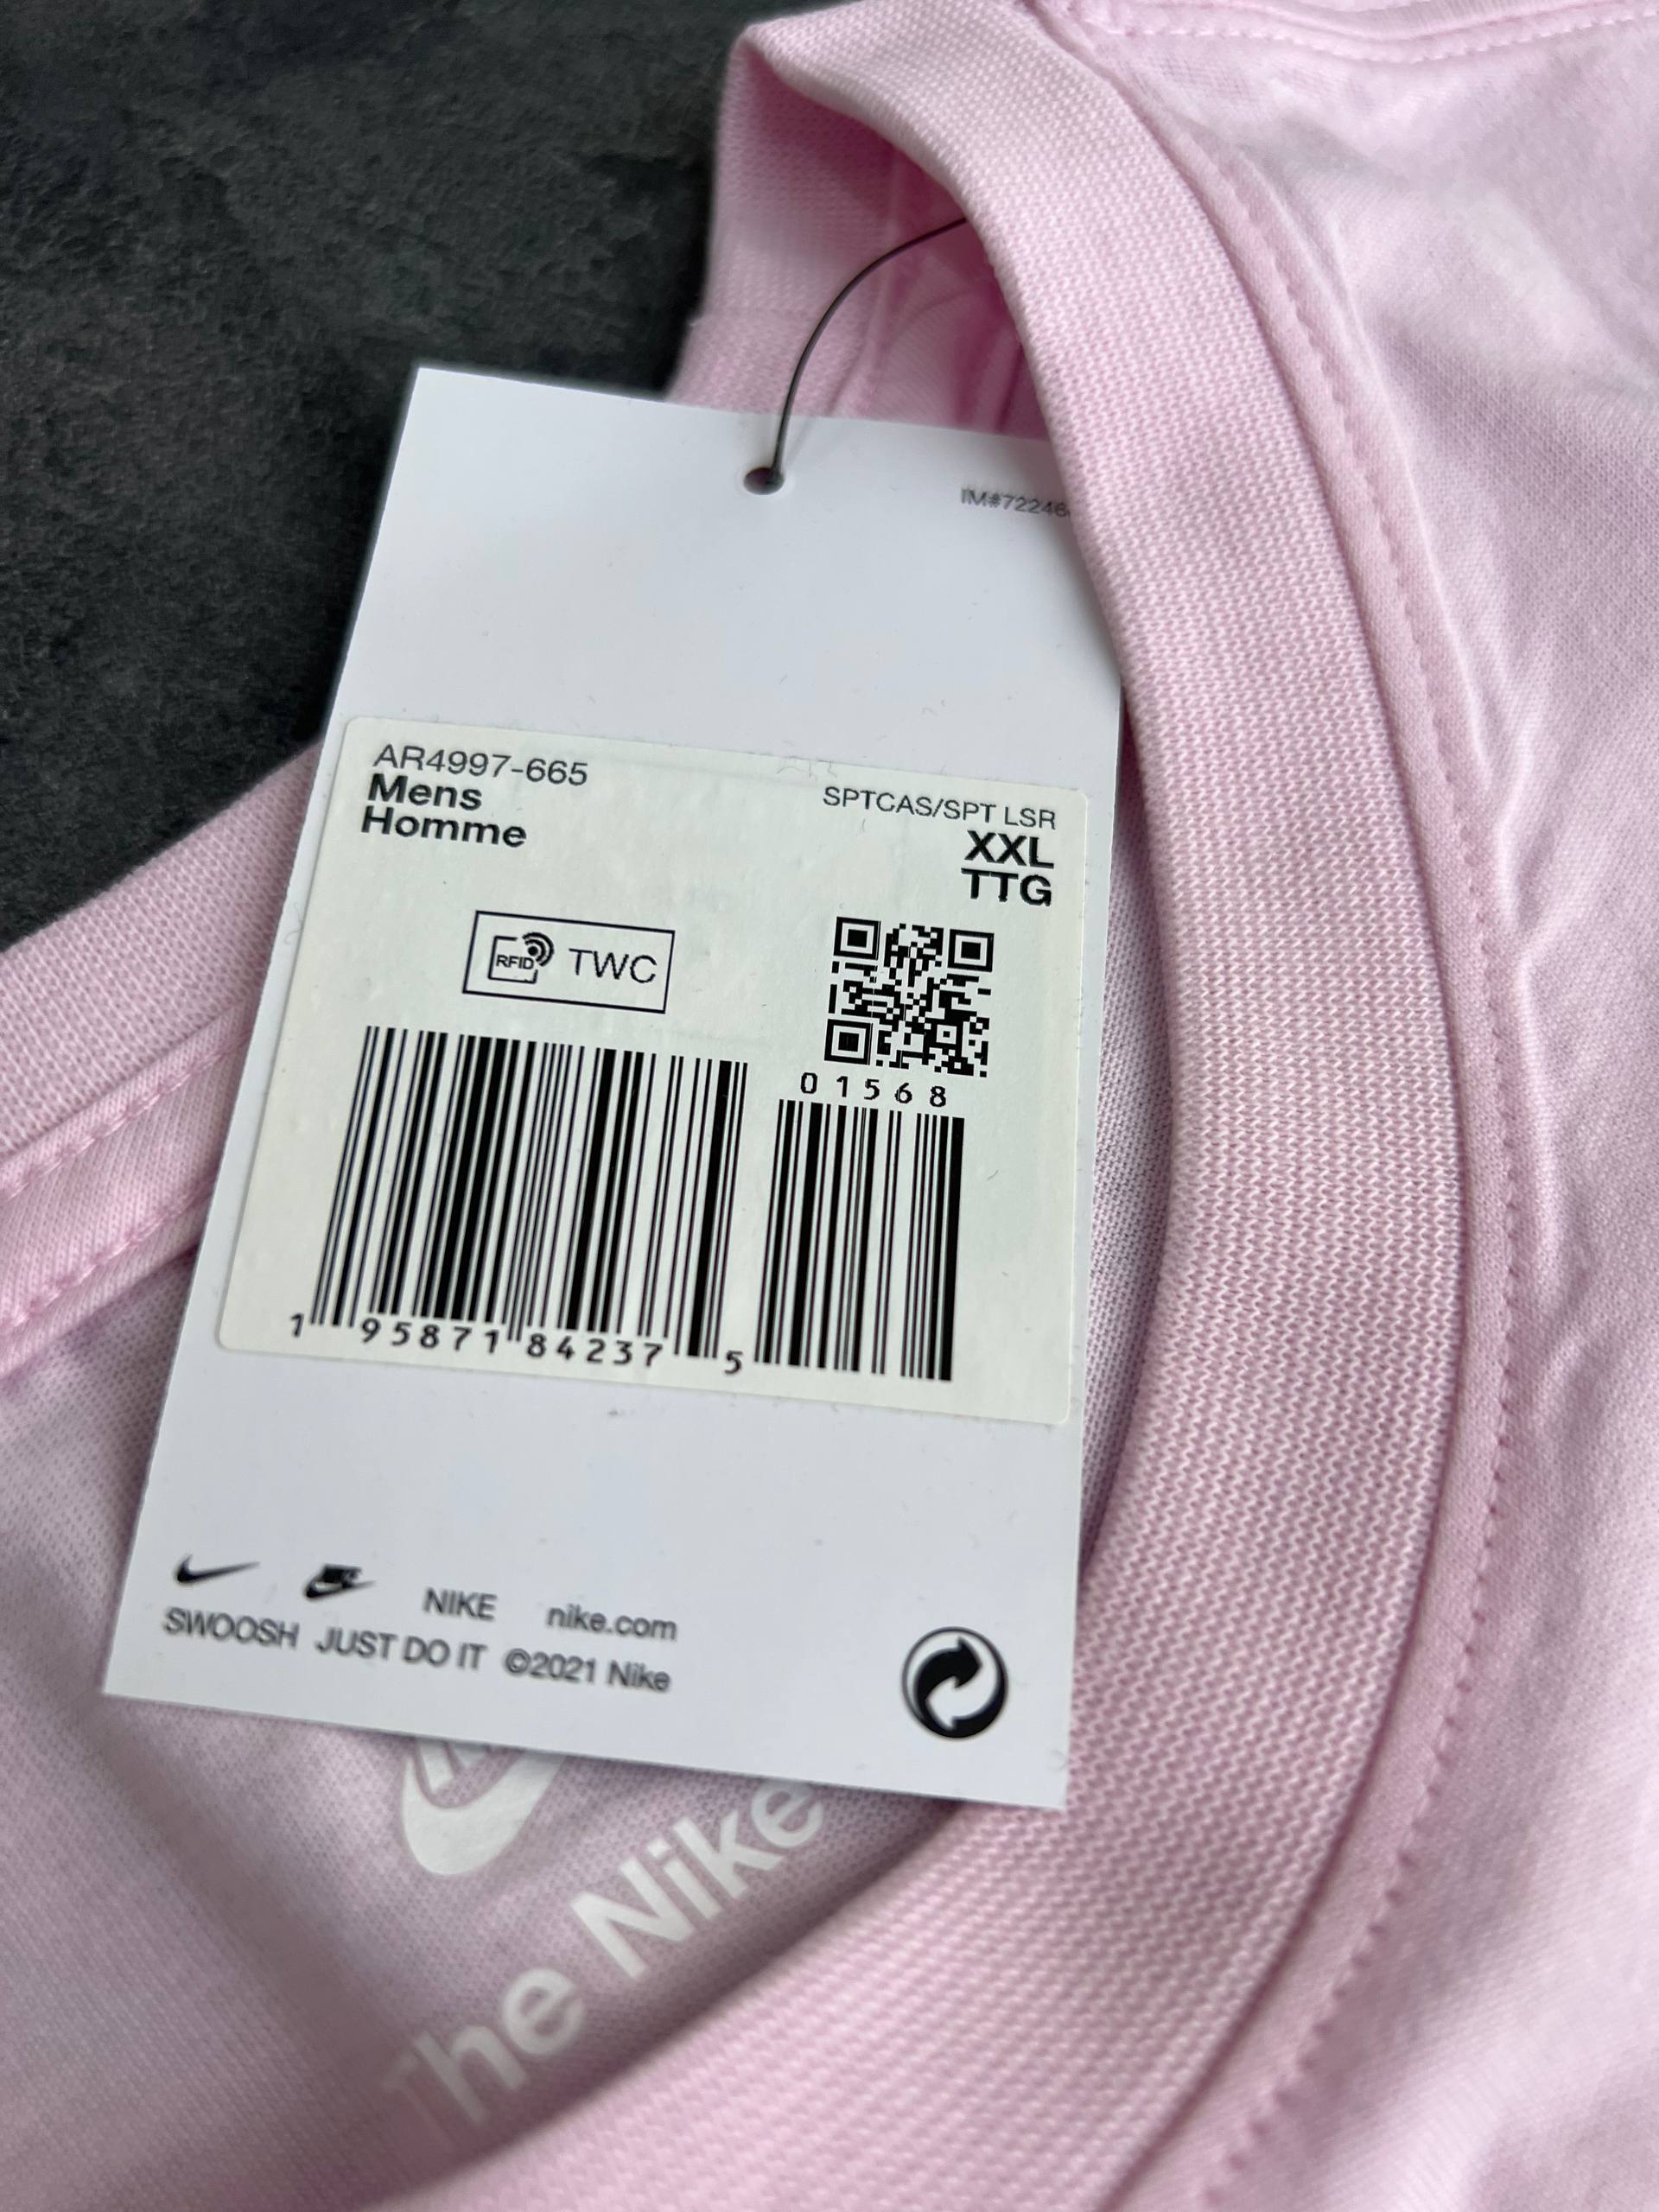 IM#72246
AR4997-665
Mens
Homme
SPTCAS/SPT LSR
XXL
TTG
RFID TWC
01568
1 95871 84237 5
NIKE nike.com
SWOOSH JUST DO IT ©2021 Nike
The Nike